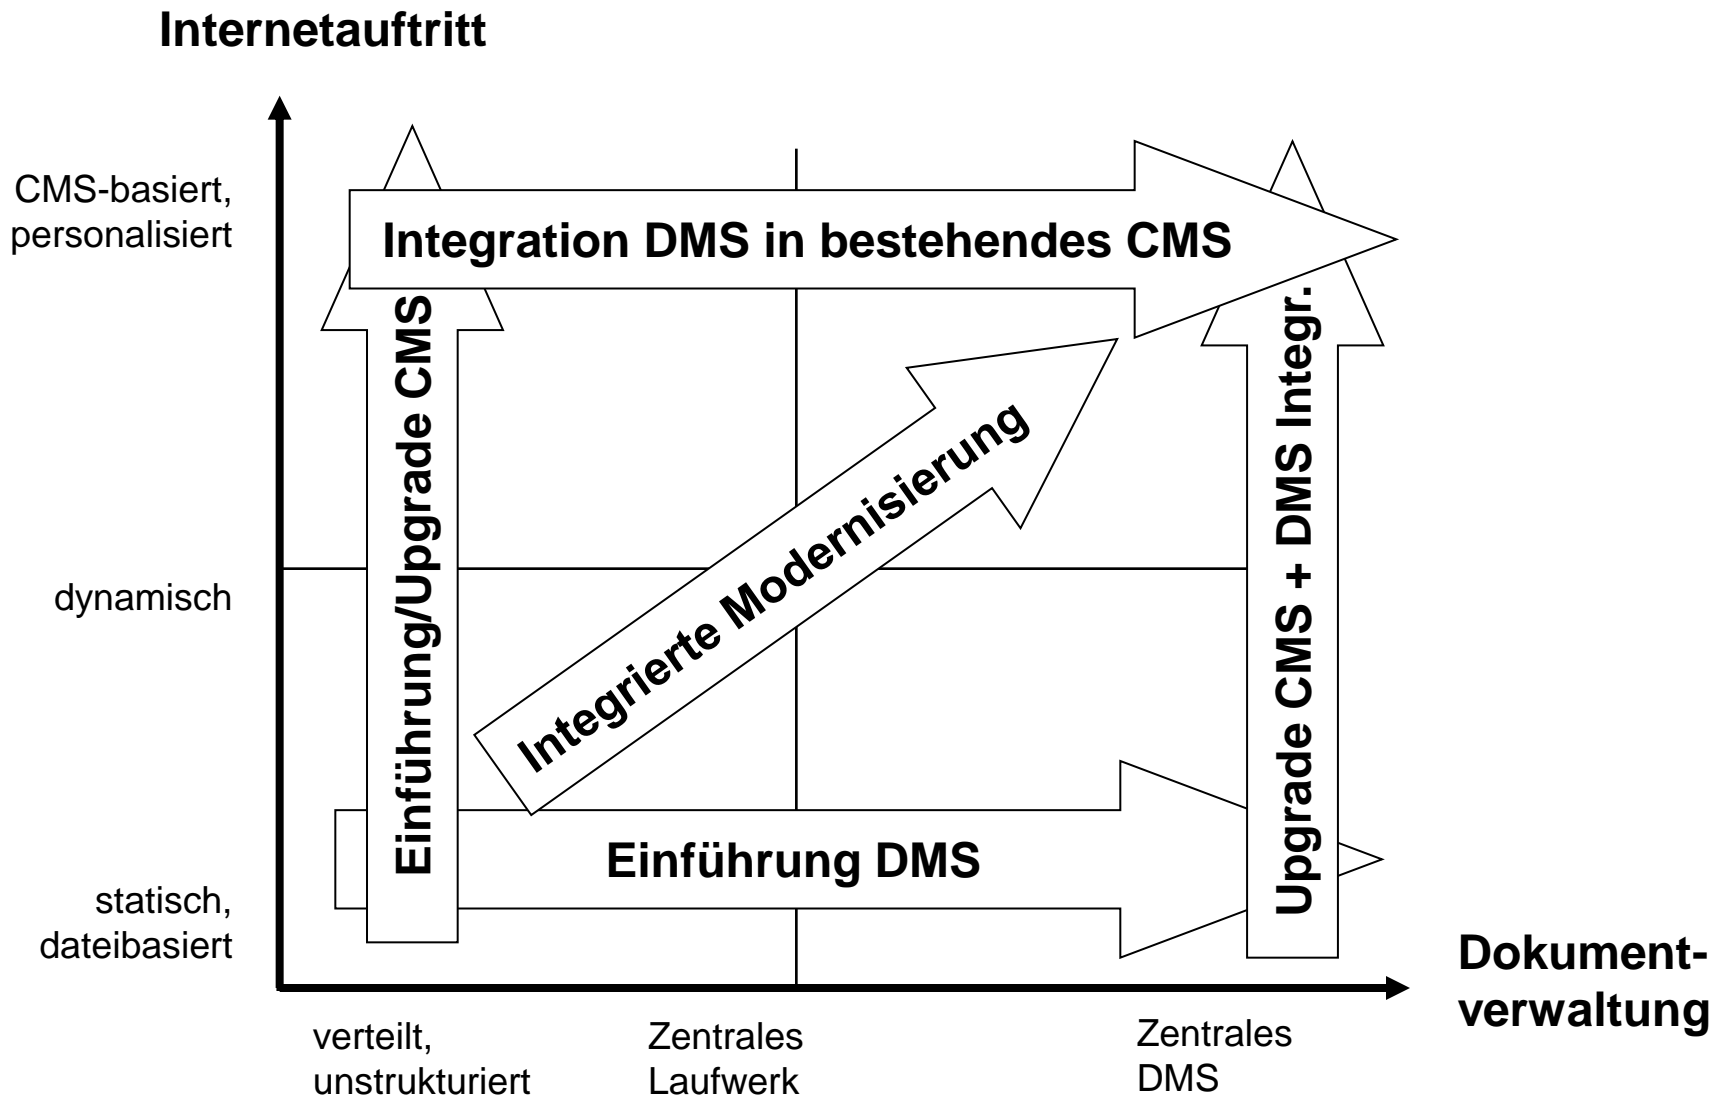 Internetauftritt
CMS-basiert,
personalisiert
Integration DMS in bestehendes CMS
Einführung/Upgrade CMS
Integrierte Modernisierung
Upgrade CMS + DMS Integr.
dynamisch
Einführung DMS
statisch,
dateibasiert
Dokument-
verwaltung
verteilt,
unstrukturiert
Zentrales
Laufwerk
Zentrales
DMS